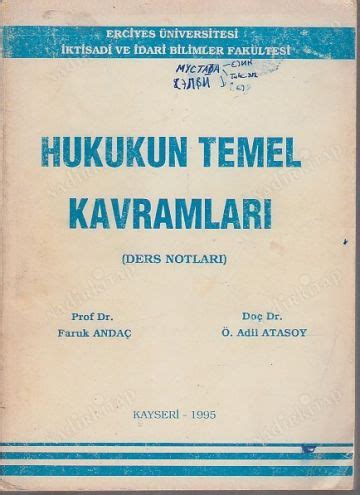 ERCİYES ÜNİVERSİTESİ
İKTİSADİ VE İDARİ BİLİMLER FAKÜLTESİ
МУСТАФА
HUKUKUN TEMEL
KAVRAMLARI
(DERS NOTLARI)
Prof Dr. Doç Dr.
Faruk ANDAÇ Ö. Adil ATASOY
KAYSERİ - 1995